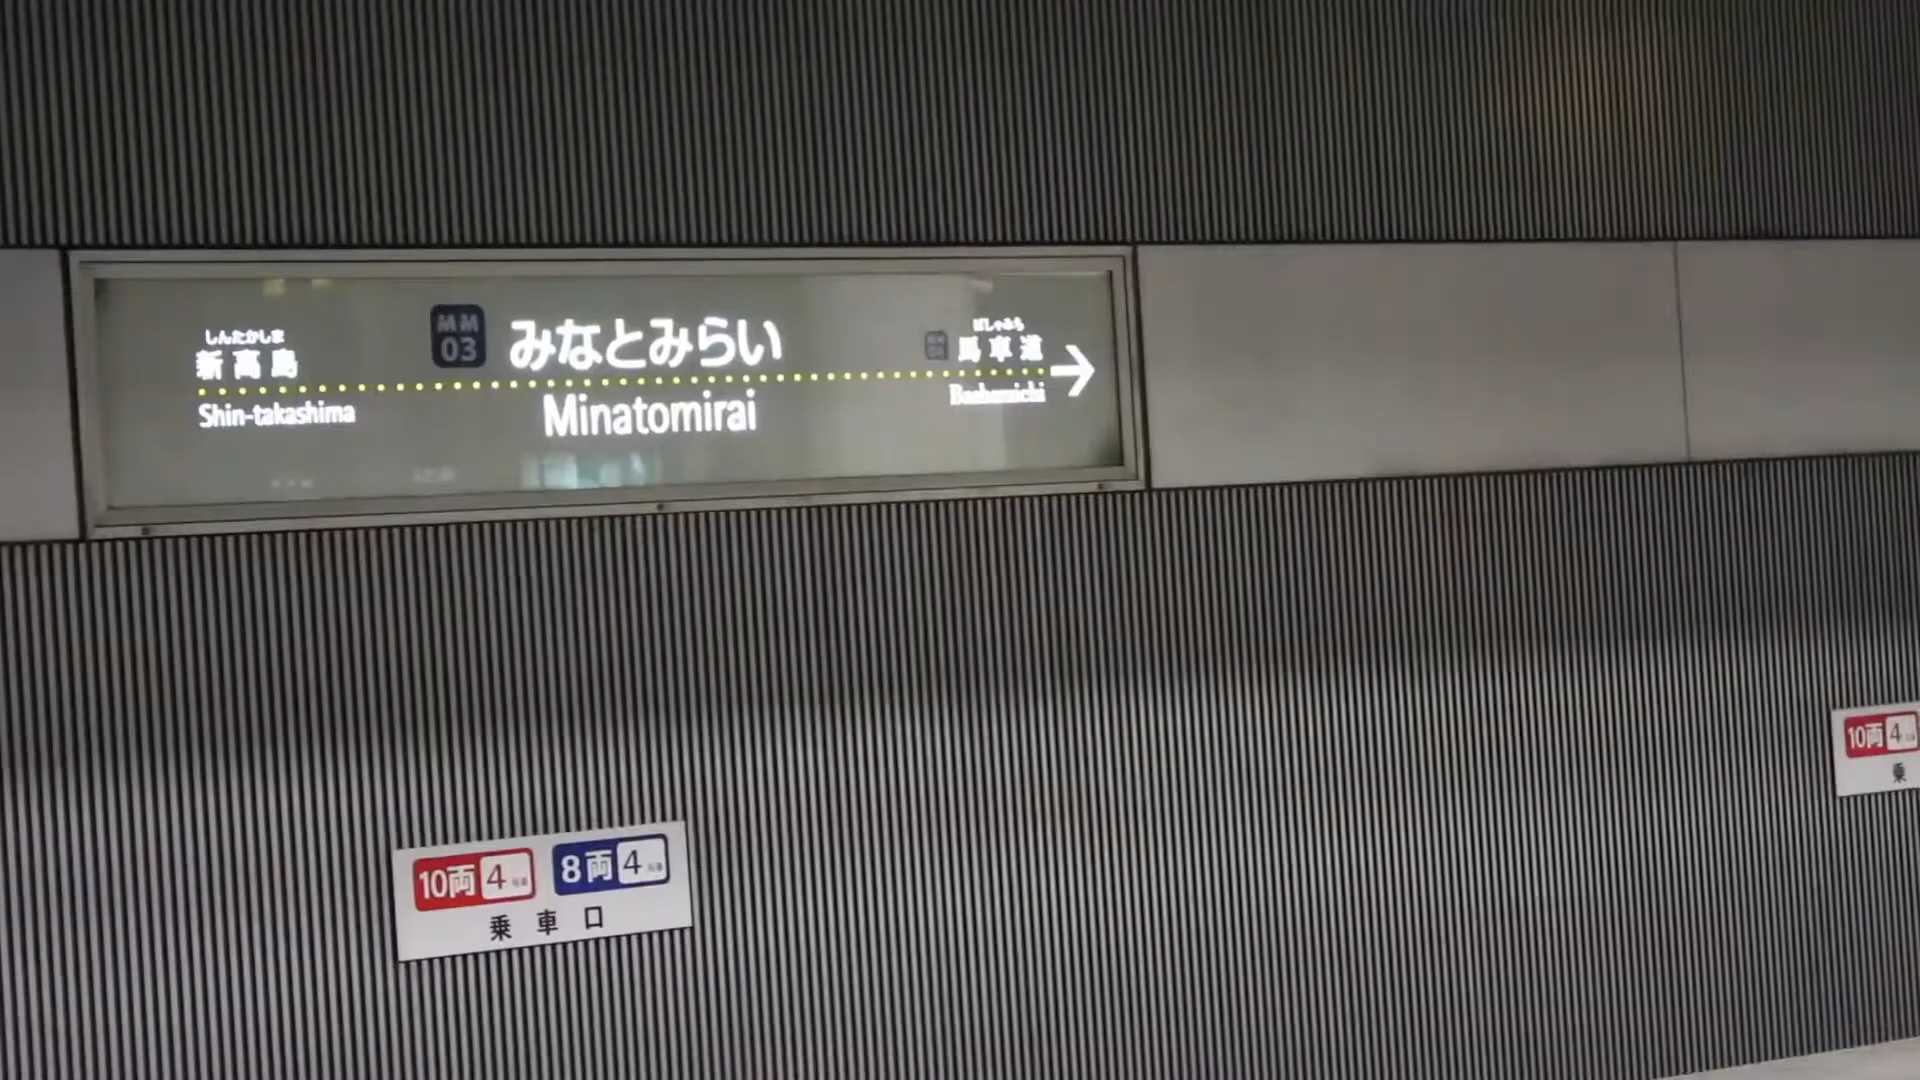 しんたかしま
新高島
Shin-takashima
MM
03
みなとみらい
Minatomirai
ばしゃみち
馬車道
Bashamichi
10両 4
8両 4
乗車口
10両 4
乗